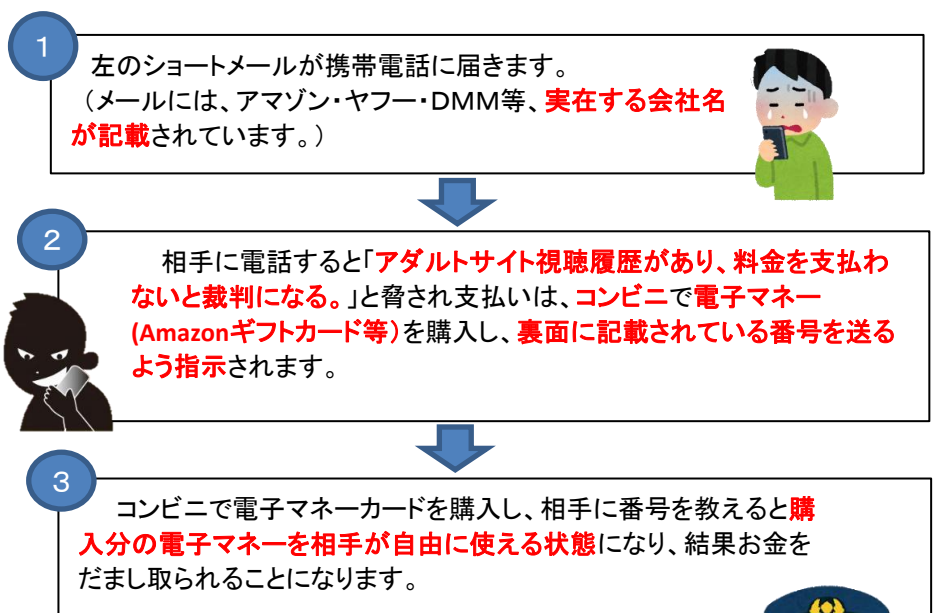 1
左のショートメールが携帯電話に届きます。
（メールには、アマゾン・ヤフー・DMM等、実在する会社名
が記載されています。）
2
相手に電話すると「アダルトサイト視聴履歴があり、料金を支払わ
ないと裁判になる。」と脅され支払いは、コンビニで電子マネー
(Amazonギフトカード等）を購入し、裏面に記載されている番号を送る
よう指示されます。
3
コンビニで電子マネーカードを購入し、相手に番号を教えると購
入分の電子マネーを相手が自由に使える状態になり、結果お金を
だまし取られることになります。